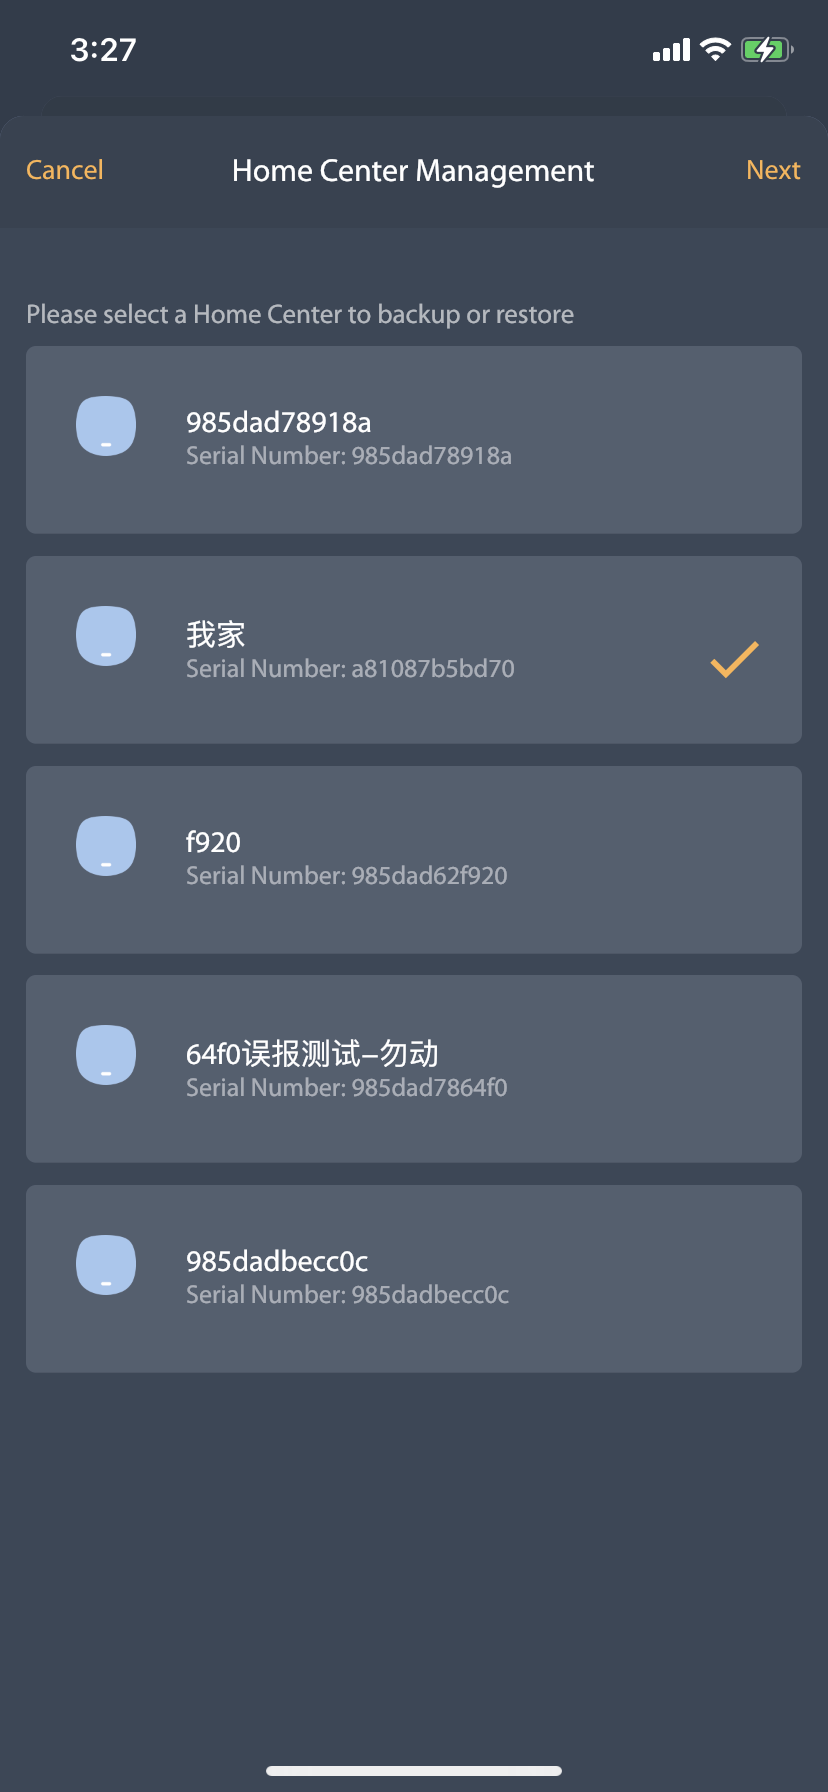 3:27
Cancel Home Center Management Next
Please select a Home Center to backup or restore
985dad78918a
Serial Number: 985dad78918a
我家
Serial Number: a81087b5bd70
f920
Serial Number: 985dad62f920
64f0误报测试–勿动
Serial Number: 985dad7864f0
985dadbecc0c
Serial Number: 985dadbecc0c